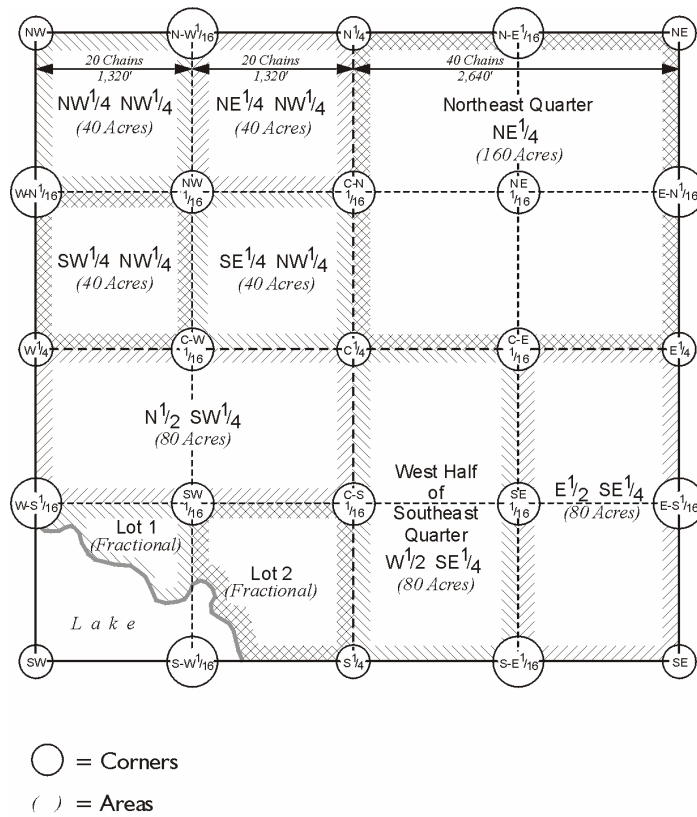 NW
N-W1/16
N1/4
N-E1/16
NE
20 Chains
1,320'
20 Chains
1,320'
40 Chains
2,640'
NW1/4 NW1/4
(40 Acres)
NE1/4 NW1/4
(40 Acres)
Northeast Quarter
NE1/4
(160 Acres)
W-N1/16
NW
1/16
C-N
1/16
NE
1/16
E-N1/16
SW1/4 NW1/4
(40 Acres)
SE1/4 NW1/4
(40 Acres)
W1/4
C-W
1/16
C1/4
C-E
1/16
E1/4
N1/2 SW1/4
(80 Acres)
West Half
of
Southeast
Quarter
W1/2 SE1/4
(80 Acres)
E1/2 SE1/4
(80 Acres)
W-S1/16
SW
1/16
C-S
1/16
SE
1/16
E-S1/16
Lot 1
(Fractional)
Lot 2
(Fractional)
Lake
SW
S-W1/16
S1/4
S-E1/16
SE
= Corners
( ) = Areas